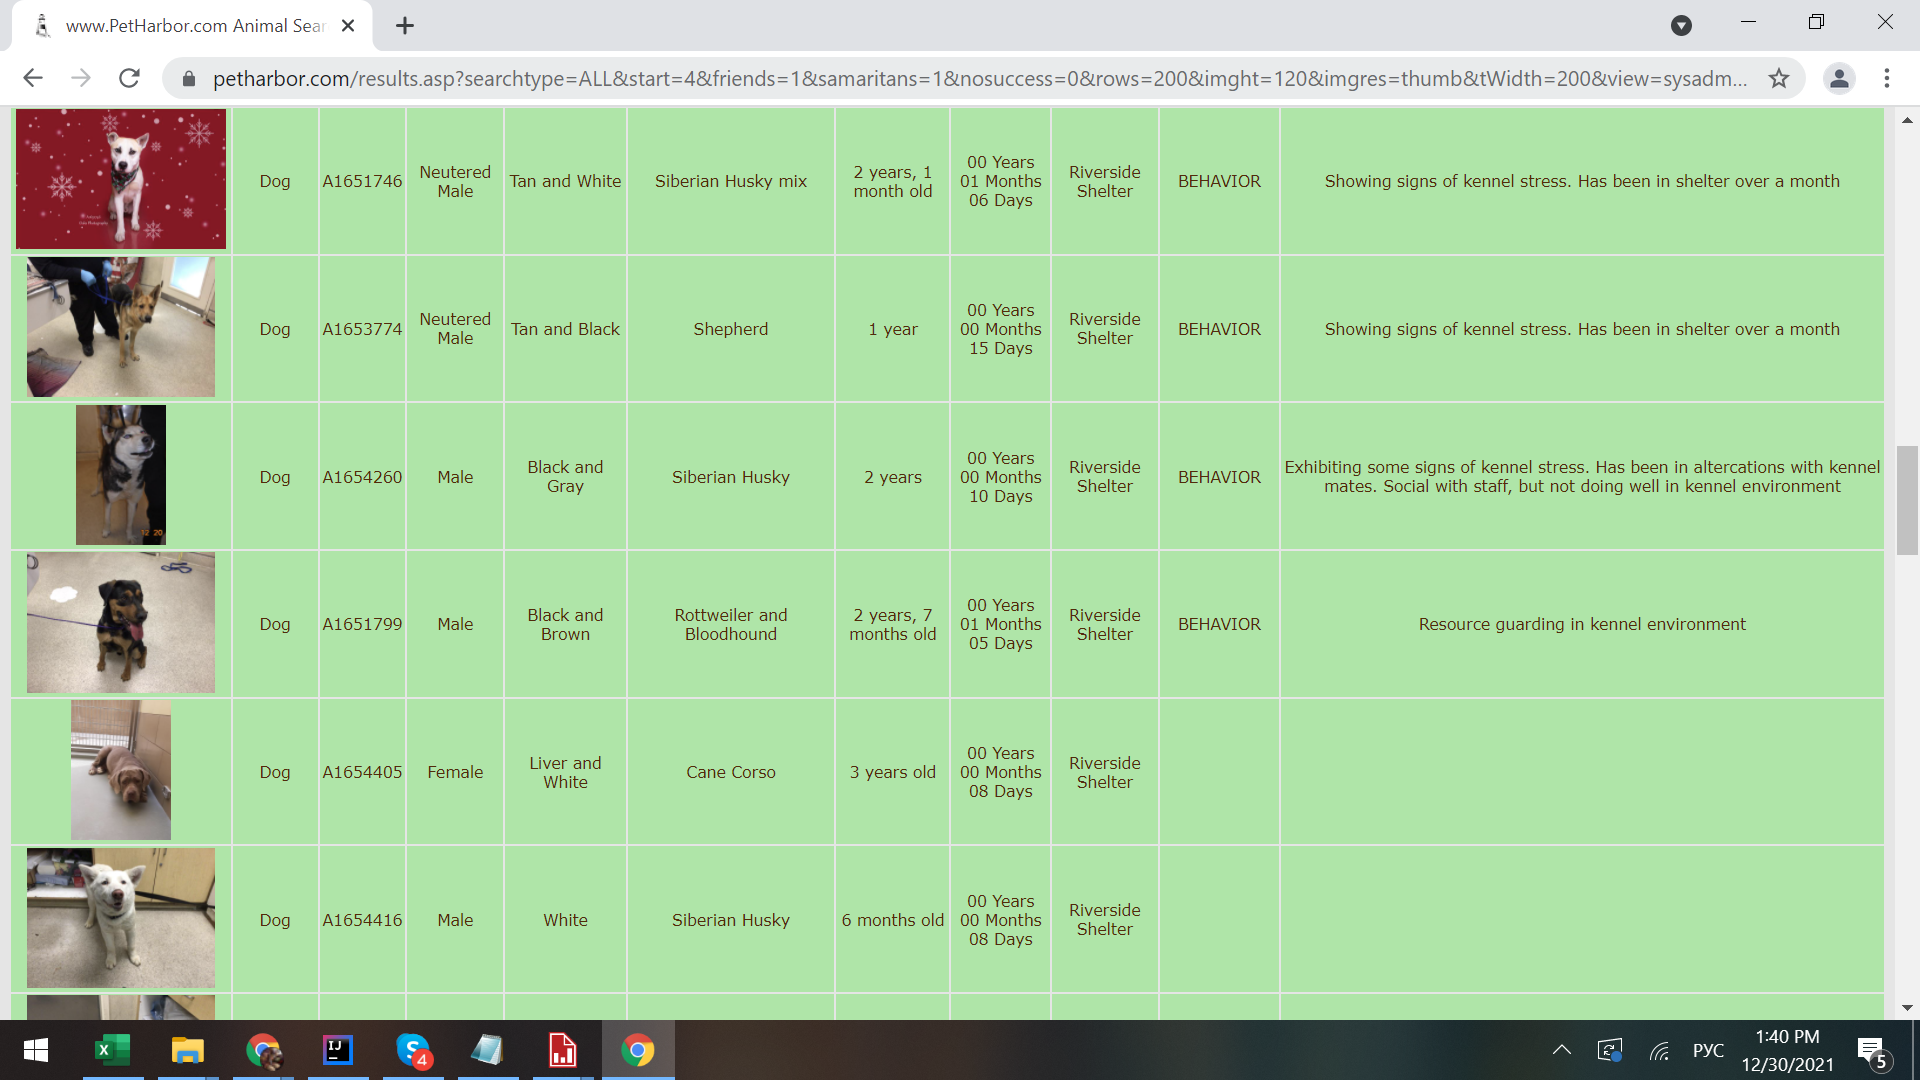 www.PetHarbor.com Animal Sear
petharbor.com/results.asp?searchtype=ALL&start=4&friends=1&samaritans=1&nosuccess=0&rows=200&imght=120&imgres=thumb&tWidth=200&view=sysadm...
Dog
A1651746
Neutered
Male
Tan and White
Siberian Husky mix
2 years, 1
month old
00 Years
01 Months
06 Days
Riverside
Shelter
BEHAVIOR
Showing signs of kennel stress. Has been in shelter over a month
Dog
A1653774
Neutered
Male
Tan and Black
Shepherd
1 year
00 Years
00 Months
15 Days
Riverside
Shelter
BEHAVIOR
Showing signs of kennel stress. Has been in shelter over a month
12 20
Dog
A1654260
Male
Black and
Gray
Siberian Husky
2 years
00 Years
00 Months
10 Days
Riverside
Shelter
BEHAVIOR
Exhibiting some signs of kennel stress. Has been in altercations with kennel
mates. Social with staff, but not doing well in kennel environment
Dog
A1651799
Male
Black and
Brown
Rottweiler and
Bloodhound
2 years, 7
months old
00 Years
01 Months
05 Days
Riverside
Shelter
BEHAVIOR
Resource guarding in kennel environment
Dog
A1654405
Female
Liver and
White
Cane Corso
3 years old
00 Years
00 Months
08 Days
Riverside
Shelter
Dog
A1654416
Male
White
Siberian Husky
6 months old
00 Years
00 Months
08 Days
Riverside
Shelter
X
IJ
S
4
РУС
1:40 PM
12/30/2021
5